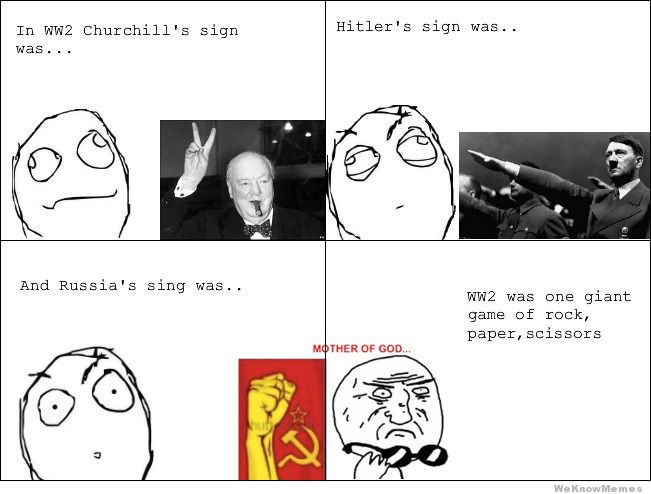 In WW2 Churchill's sign
was...
Hitler's sign was..
And Russia's sing was..
MOTHER OF GOD...
WW2 was one giant
game of rock,
paper,scissors
WeKnowMemes